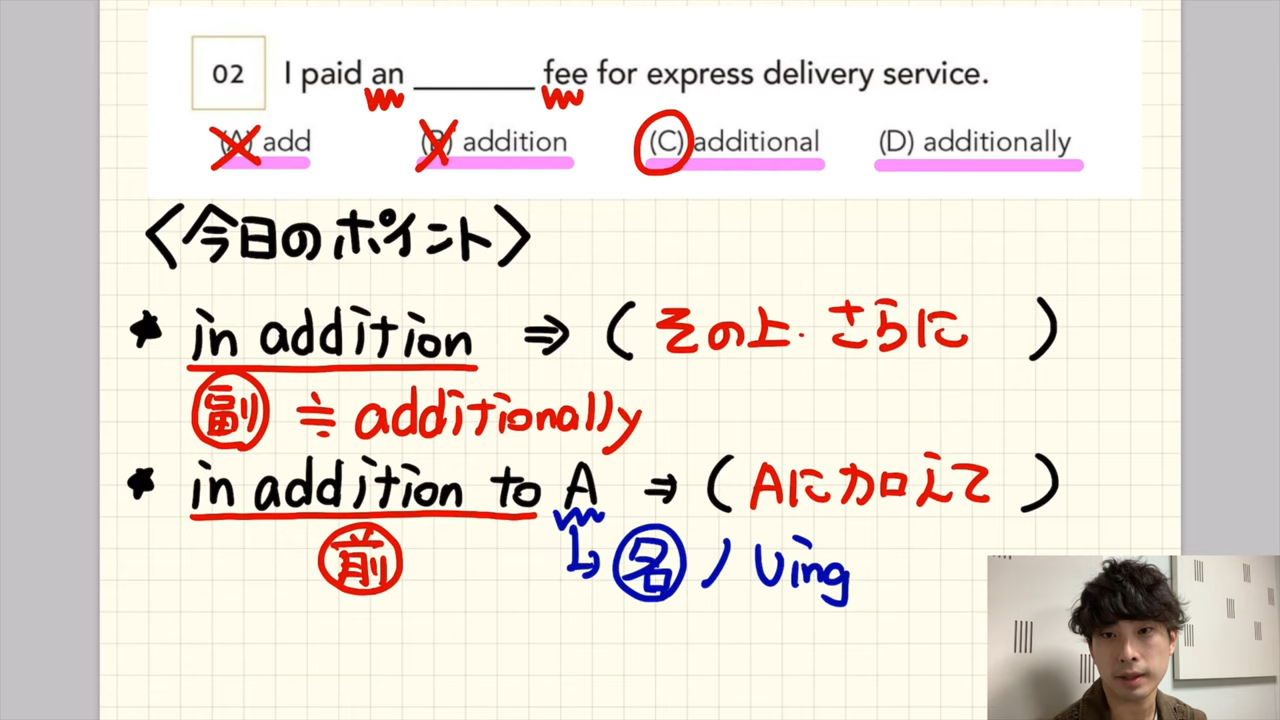 02 I paid an ________ fee for express delivery service.
(A) add (B) addition (C) additional (D) additionally
〈今日のポイント〉
★ in addition ⇒ ( その上・さらに )
副 ≒ additionally
★ in addition to A ⇒ ( Aに加えて )
前 ↳ 名 / Ving